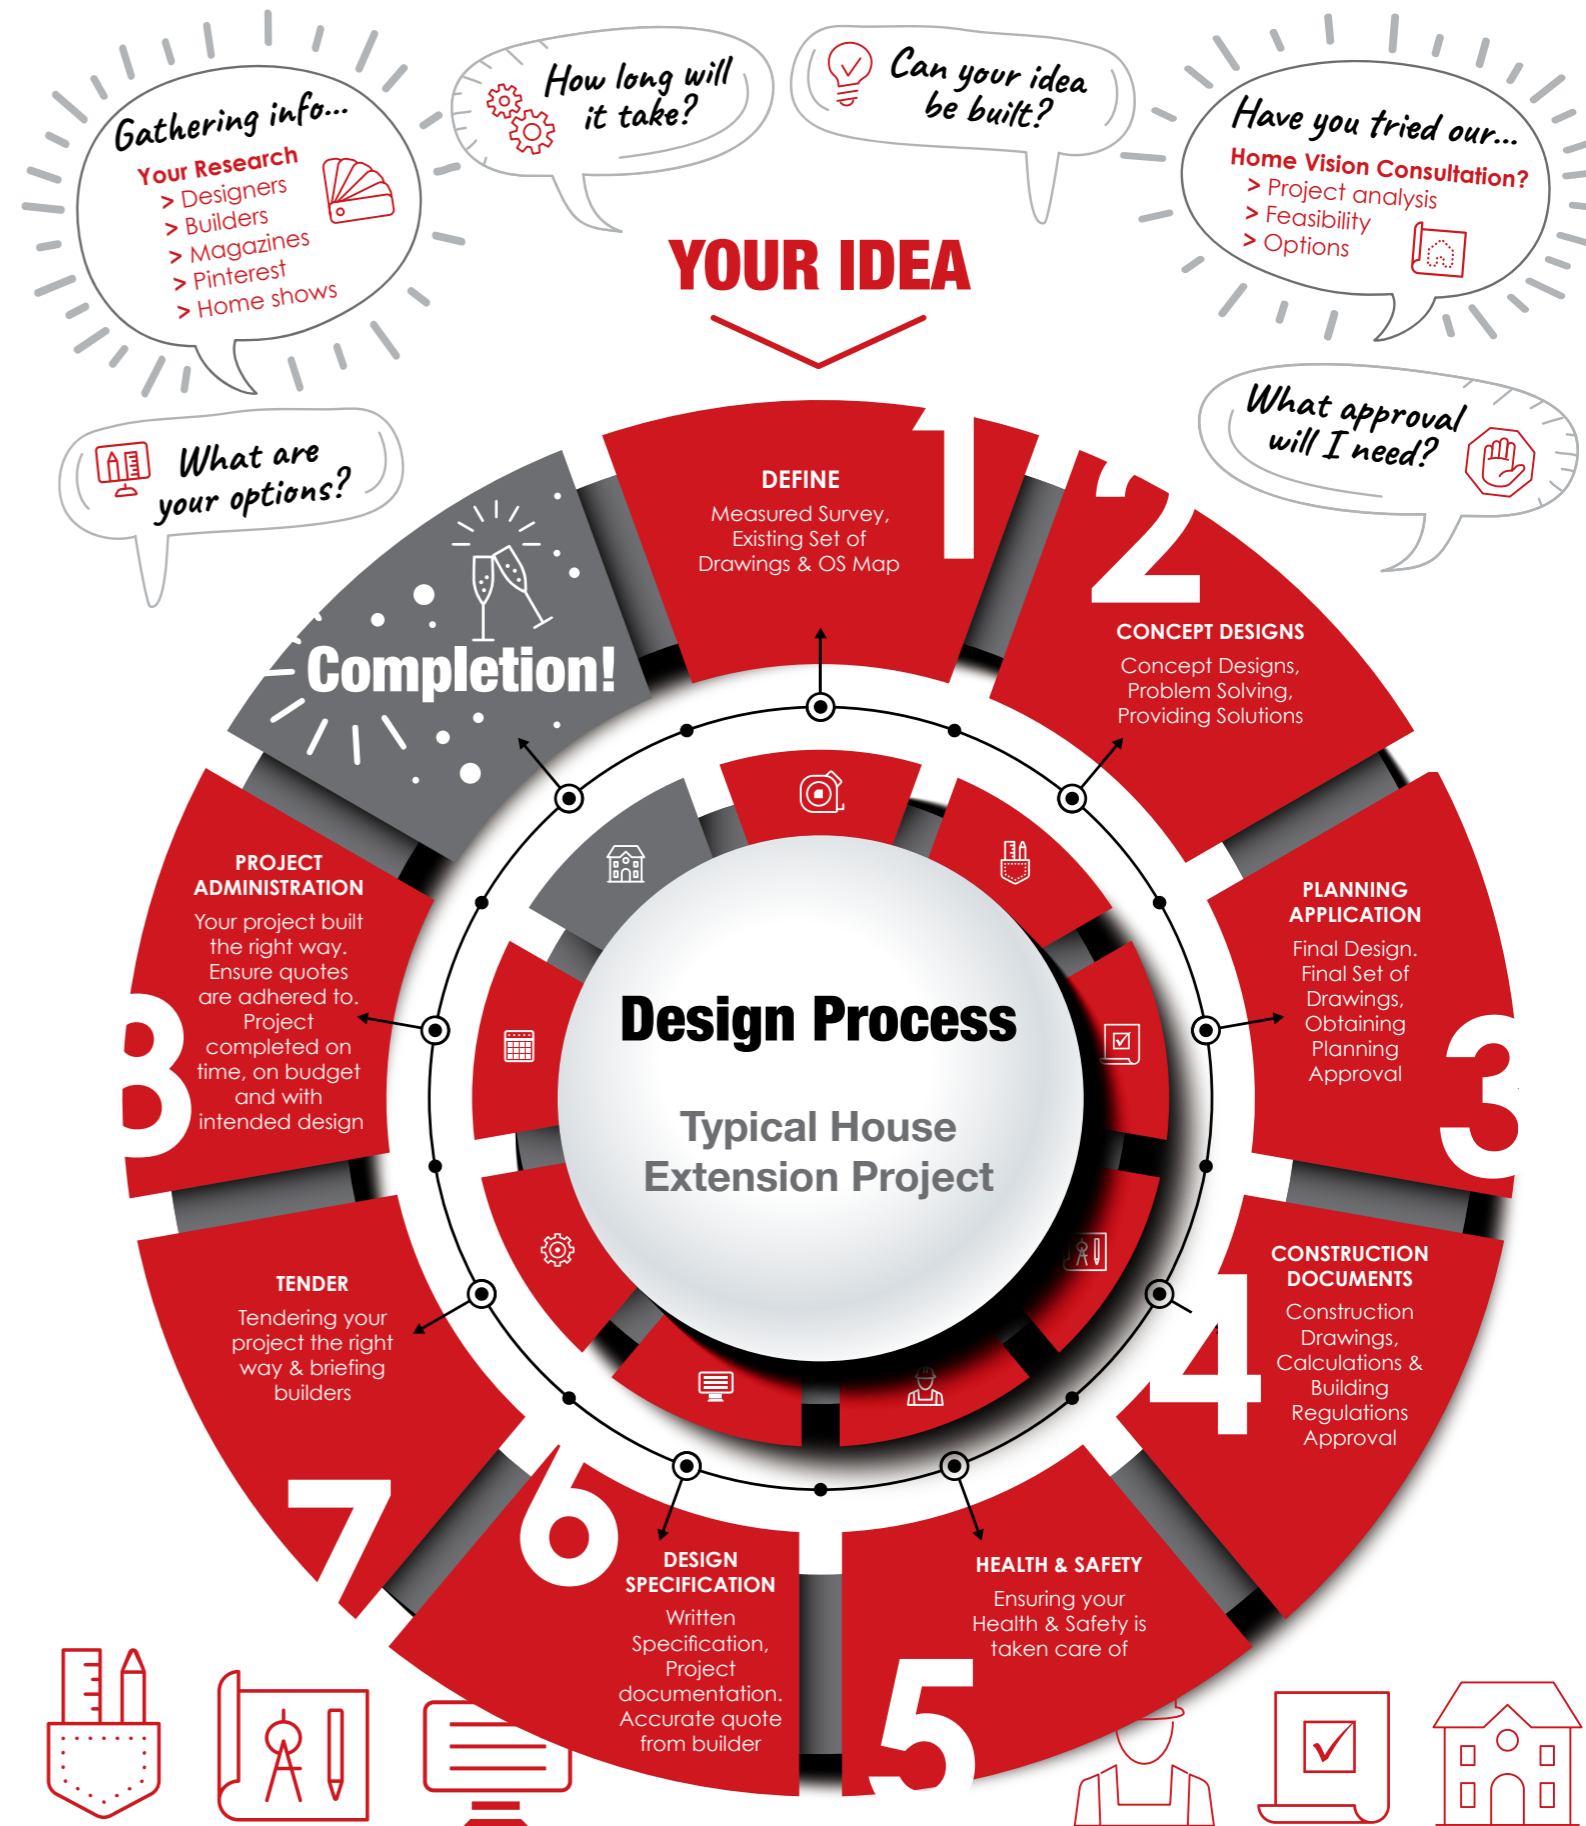 Gathering info...
Your Research
> Designers
> Builders
> Magazines
> Pinterest
> Home shows
How long will
it take?
Can your idea
be built?
Have you tried our...
Home Vision Consultation?
> Project analysis
> Feasibility
> Options
YOUR IDEA
What are
your options?
What approval
will I need?
1
DEFINE
Measured Survey,
Existing Set of
Drawings & OS Map
2
CONCEPT DESIGNS
Concept Designs,
Problem Solving,
Providing Solutions
3
PLANNING
APPLICATION
Final Design.
Final Set of
Drawings,
Obtaining
Planning
Approval
4
CONSTRUCTION
DOCUMENTS
Construction
Drawings,
Calculations &
Building
Regulations
Approval
5
HEALTH & SAFETY
Ensuring your
Health & Safety is
taken care of
6
DESIGN
SPECIFICATION
Written
Specification,
Project
documentation.
Accurate quote
from builder
7
TENDER
Tendering your
project the right
way & briefing
builders
8
PROJECT
ADMINISTRATION
Your project built
the right way.
Ensure quotes
are adhered to.
Project
completed on
time, on budget
and with
intended design
Completion!
Design Process
Typical House
Extension Project